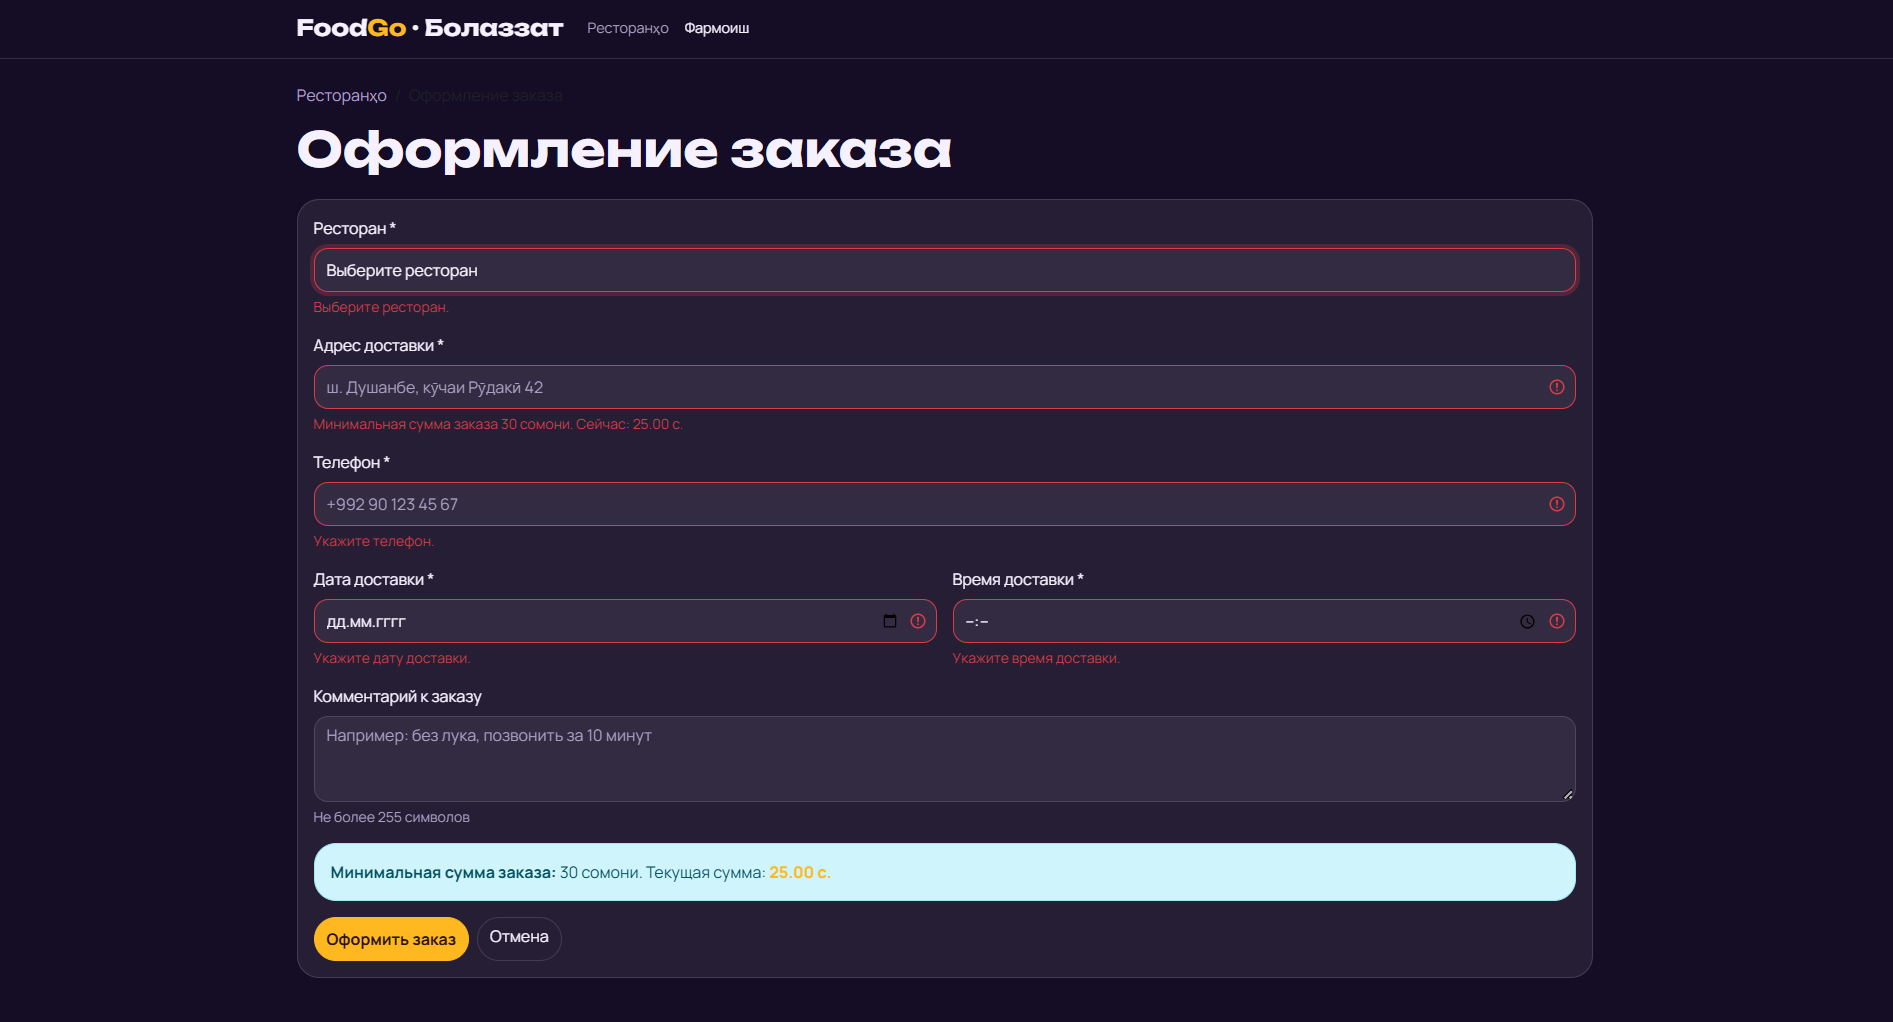 FoodGo · Болаззат Ресторанҳо Фармоиш
Ресторанҳо / Оформление заказа
Оформление заказа
Ресторан *
Выберите ресторан
Выберите ресторан.
Адрес доставки *
ш. Душанбе, кӯчаи Рӯдакӣ 42
Минимальная сумма заказа 30 сомони. Сейчас: 25.00 с.
Телефон *
+992 90 123 45 67
Укажите телефон.
Дата доставки * Время доставки *
дд.мм.гггг --:--
Укажите дату доставки. Укажите время доставки.
Комментарий к заказу
Например: без лука, позвонить за 10 минут
Не более 255 символов
Минимальная сумма заказа: 30 сомони. Текущая сумма: 25.00 с.
Оформить заказ Отмена